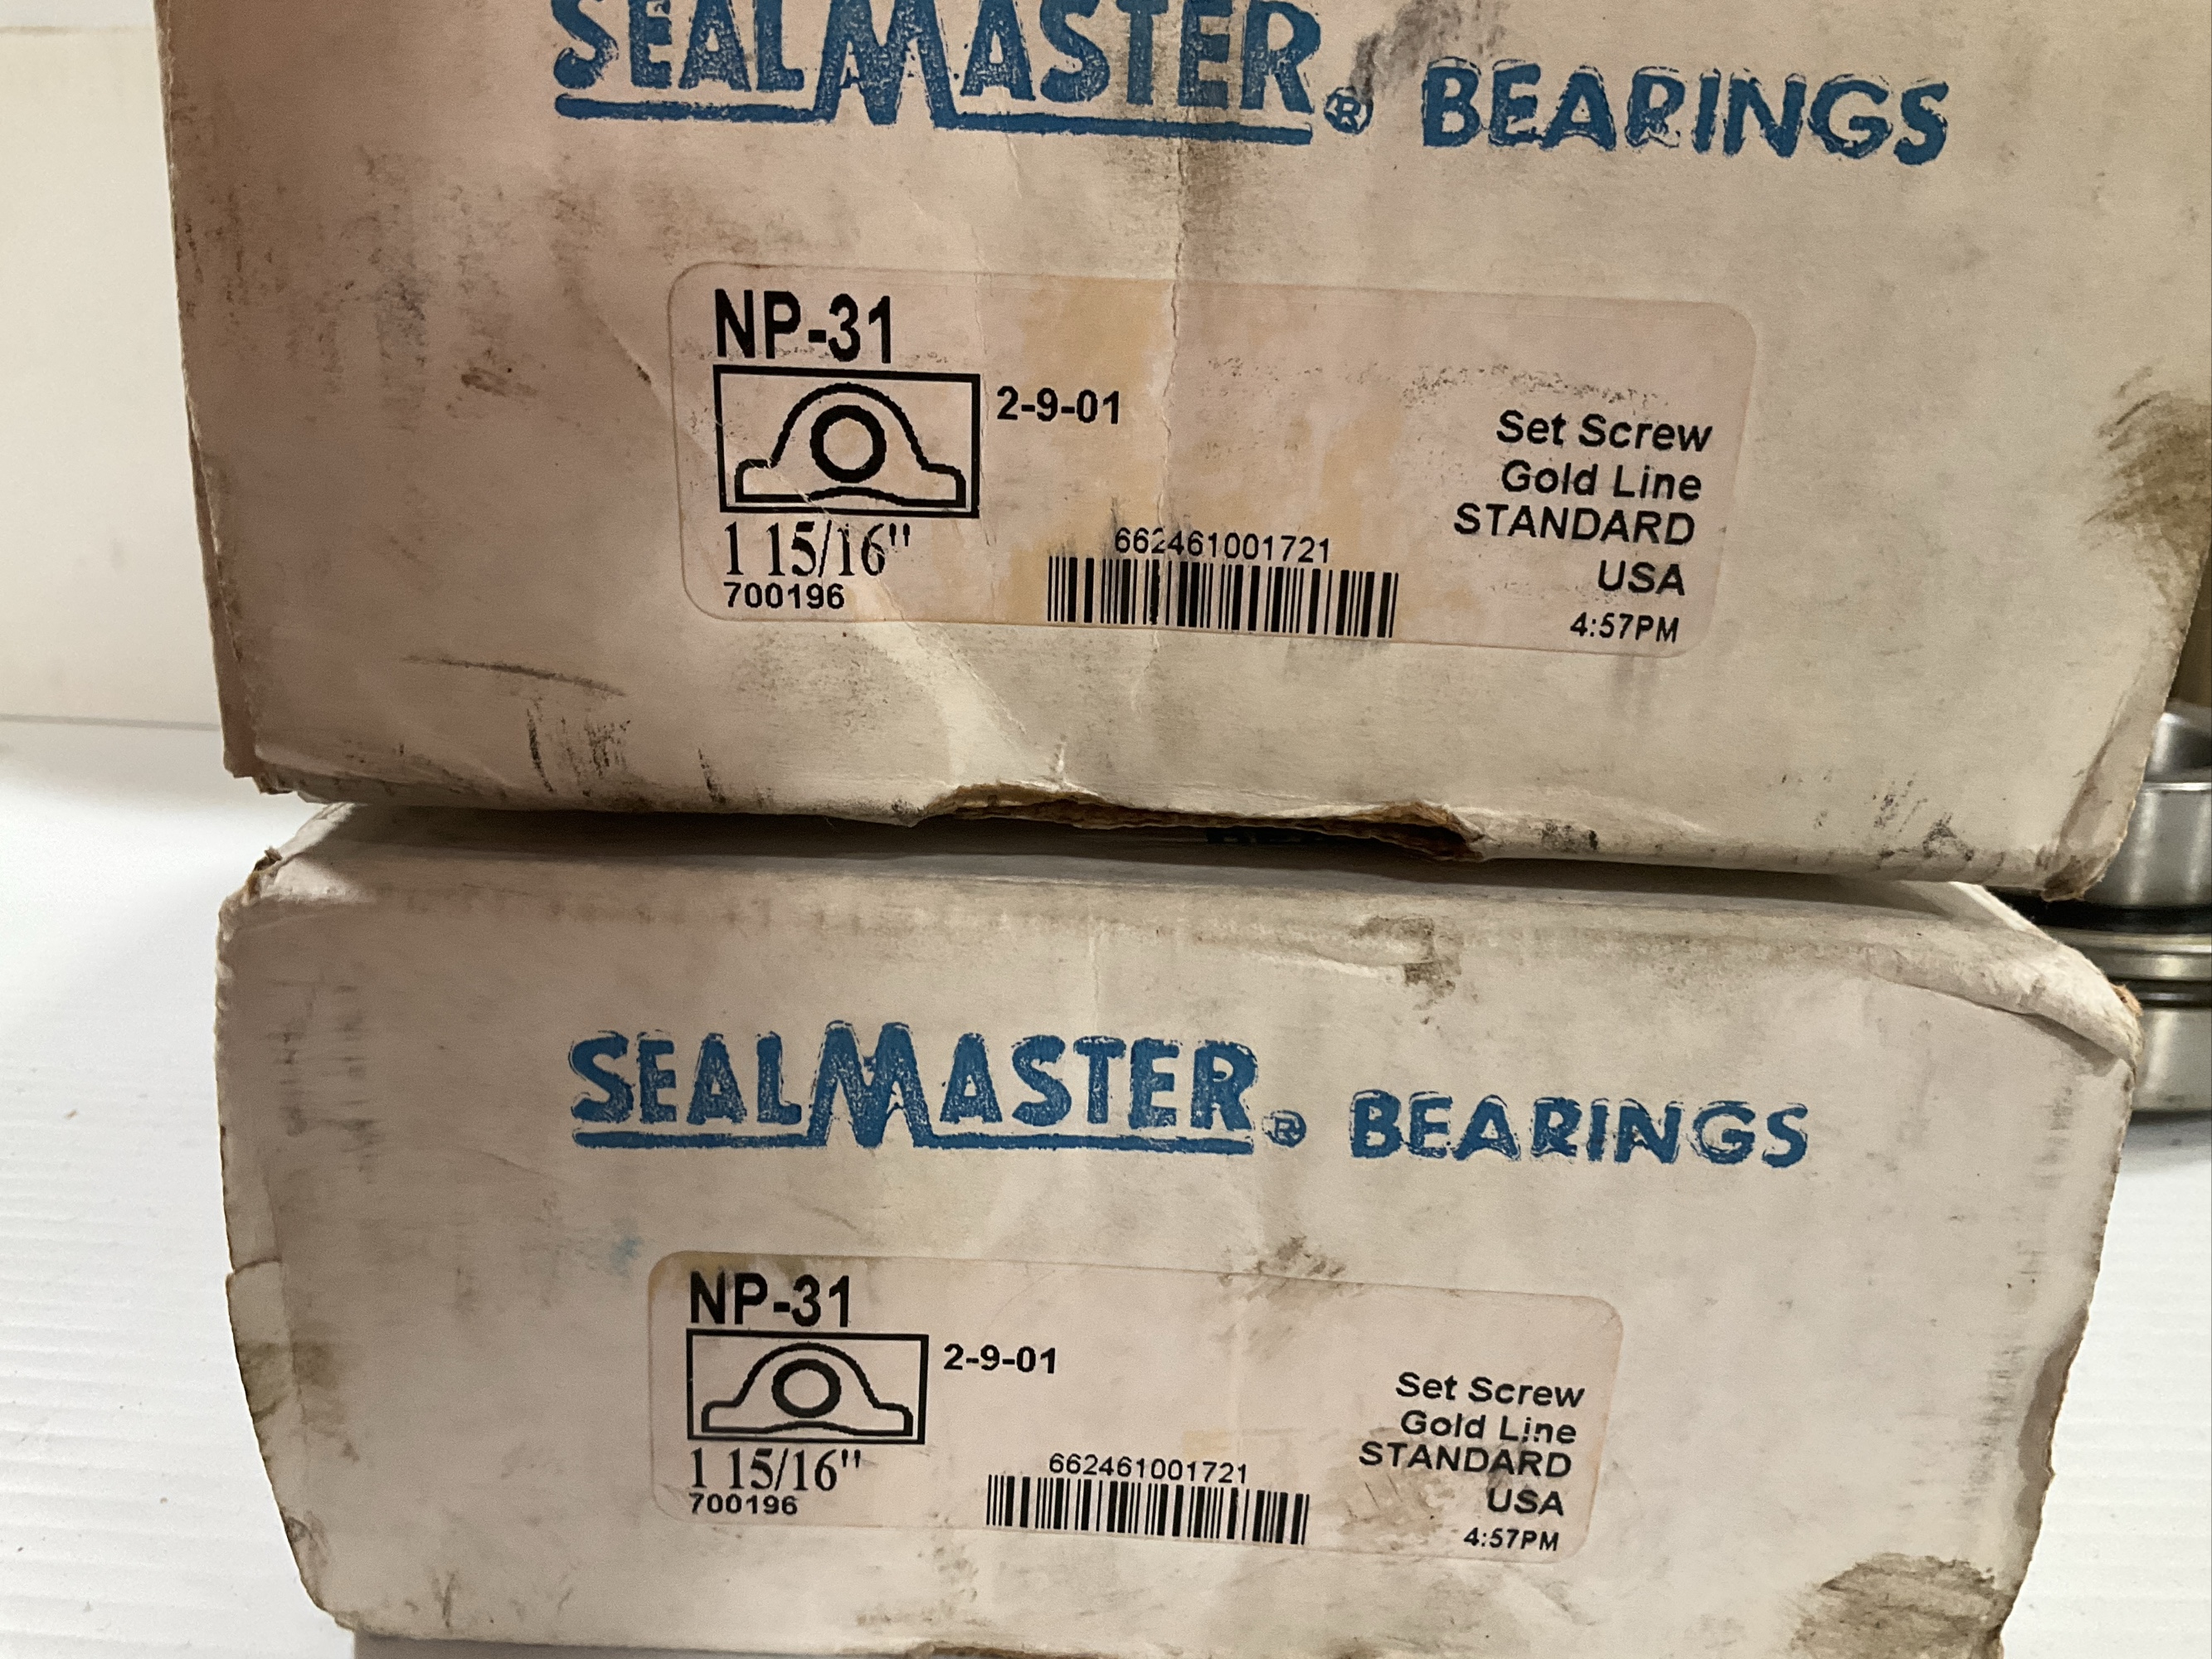 SEALMASTER® BEARINGS
NP-31
2-9-01
1 15/16"
700196
662461001721
Set Screw
Gold Line
STANDARD
USA
4:57PM
SEALMASTER® BEARINGS
NP-31
2-9-01
1 15/16"
700196
662461001721
Set Screw
Gold Line
STANDARD
USA
4:57PM